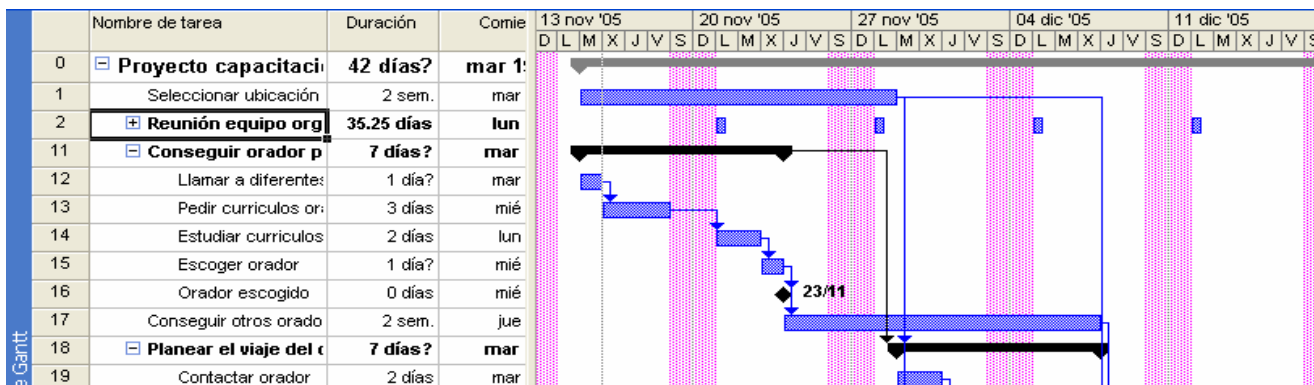 Nombre de tarea Duración Comie 13 nov '05 20 nov '05 27 nov '05 04 dic '05 11 dic '05
D L M X J V S D L M X J V S D L M X J V S D L M X J V S D L M X J V S
0 Proyecto capacitaci 42 días? mar 1
1 Seleccionar ubicación 2 sem. mar
2 Reunión equipo org 35.25 días lun
11 Conseguir orador p 7 días? mar
12 Llamar a diferentes 1 día? mar
13 Pedir curriculos or 3 días mié
14 Estudiar curriculos 2 días lun
15 Escoger orador 1 día? mié
16 Orador escogido 0 días mié 23/11
17 Conseguir otros orado 2 sem. jue
18 Planear el viaje del 7 días? mar
19 Contactar orador 2 días mar
e Gantt